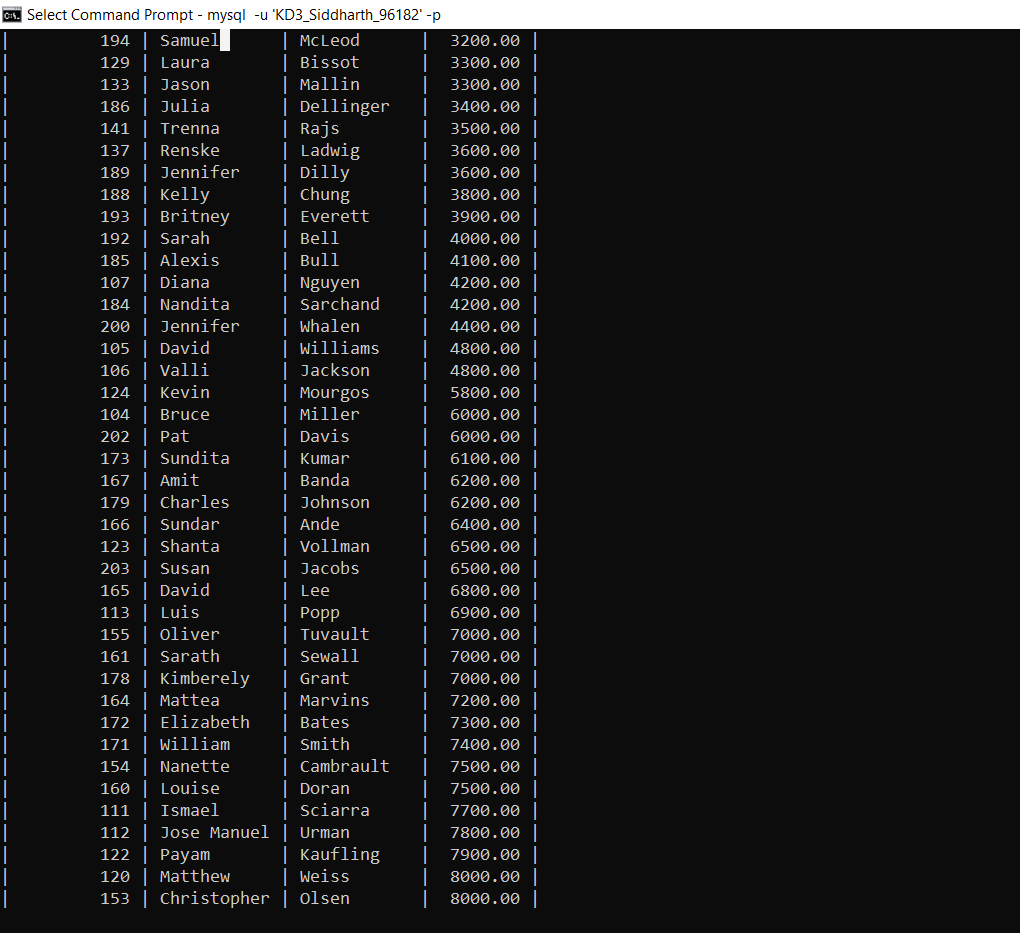 Select Command Prompt - mysql  -u 'KD3_Siddharth_96182' -p
|         194 | Samuel      | McLeod      |  3200.00 |
|         129 | Laura       | Bissot      |  3300.00 |
|         133 | Jason       | Mallin      |  3300.00 |
|         186 | Julia       | Dellinger   |  3400.00 |
|         141 | Trenna      | Rajs        |  3500.00 |
|         137 | Renske      | Ladwig      |  3600.00 |
|         189 | Jennifer    | Dilly       |  3600.00 |
|         188 | Kelly       | Chung       |  3800.00 |
|         193 | Britney     | Everett     |  3900.00 |
|         192 | Sarah       | Bell        |  4000.00 |
|         185 | Alexis      | Bull        |  4100.00 |
|         107 | Diana       | Nguyen      |  4200.00 |
|         184 | Nandita     | Sarchand    |  4200.00 |
|         200 | Jennifer    | Whalen      |  4400.00 |
|         105 | David       | Williams    |  4800.00 |
|         106 | Valli       | Jackson     |  4800.00 |
|         124 | Kevin       | Mourgos     |  5800.00 |
|         104 | Bruce       | Miller      |  6000.00 |
|         202 | Pat         | Davis       |  6000.00 |
|         173 | Sundita     | Kumar       |  6100.00 |
|         167 | Amit        | Banda       |  6200.00 |
|         179 | Charles     | Johnson     |  6200.00 |
|         166 | Sundar      | Ande        |  6400.00 |
|         123 | Shanta      | Vollman     |  6500.00 |
|         203 | Susan       | Jacobs      |  6500.00 |
|         165 | David       | Lee         |  6800.00 |
|         113 | Luis        | Popp        |  6900.00 |
|         155 | Oliver      | Tuvault     |  7000.00 |
|         161 | Sarath      | Sewall      |  7000.00 |
|         178 | Kimberely   | Grant       |  7000.00 |
|         164 | Mattea      | Marvins     |  7200.00 |
|         172 | Elizabeth   | Bates       |  7300.00 |
|         171 | William     | Smith       |  7400.00 |
|         154 | Nanette     | Cambrault   |  7500.00 |
|         160 | Louise      | Doran       |  7500.00 |
|         111 | Ismael      | Sciarra     |  7700.00 |
|         112 | Jose Manuel | Urman       |  7800.00 |
|         122 | Payam       | Kaufling    |  7900.00 |
|         120 | Matthew     | Weiss       |  8000.00 |
|         153 | Christopher | Olsen       |  8000.00 |